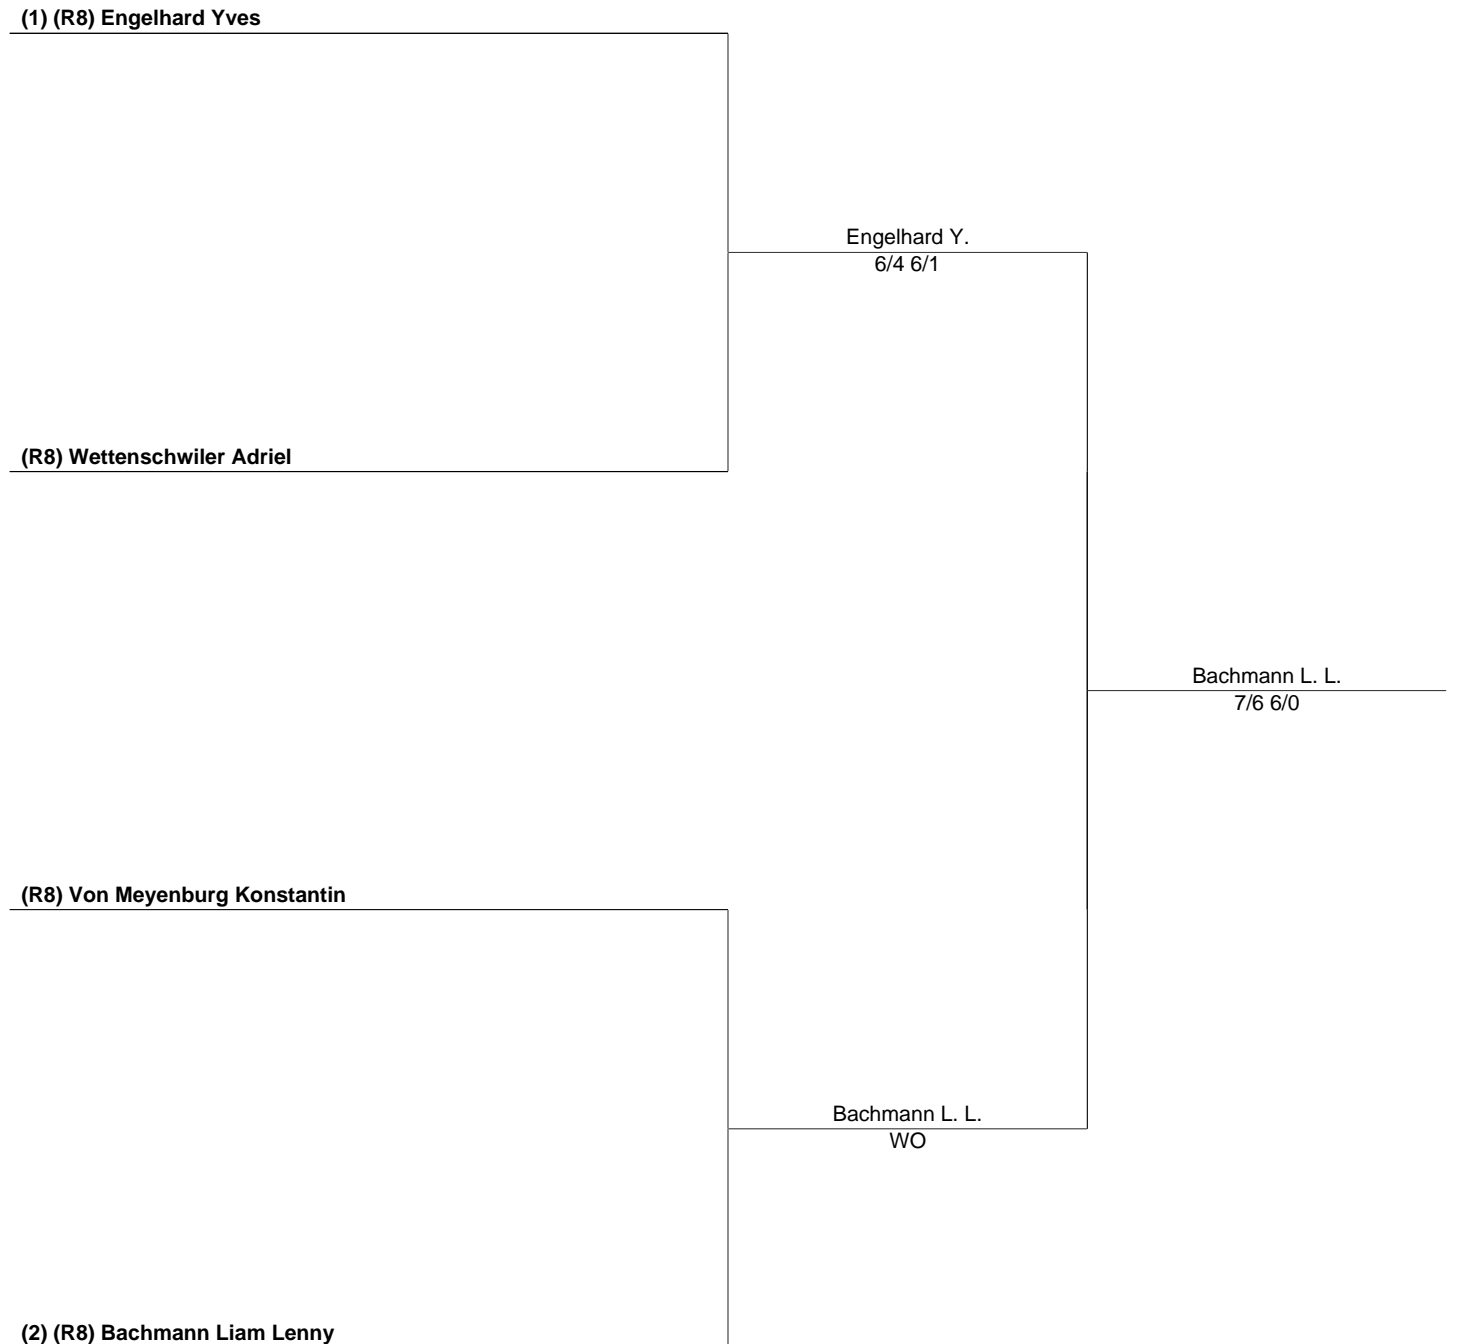 (1) (R8) Engelhard Yves
Engelhard Y.
6/4 6/1
(R8) Wettenschwiler Adriel
Bachmann L. L.
7/6 6/0
(R8) Von Meyenburg Konstantin
Bachmann L. L.
WO
(2) (R8) Bachmann Liam Lenny